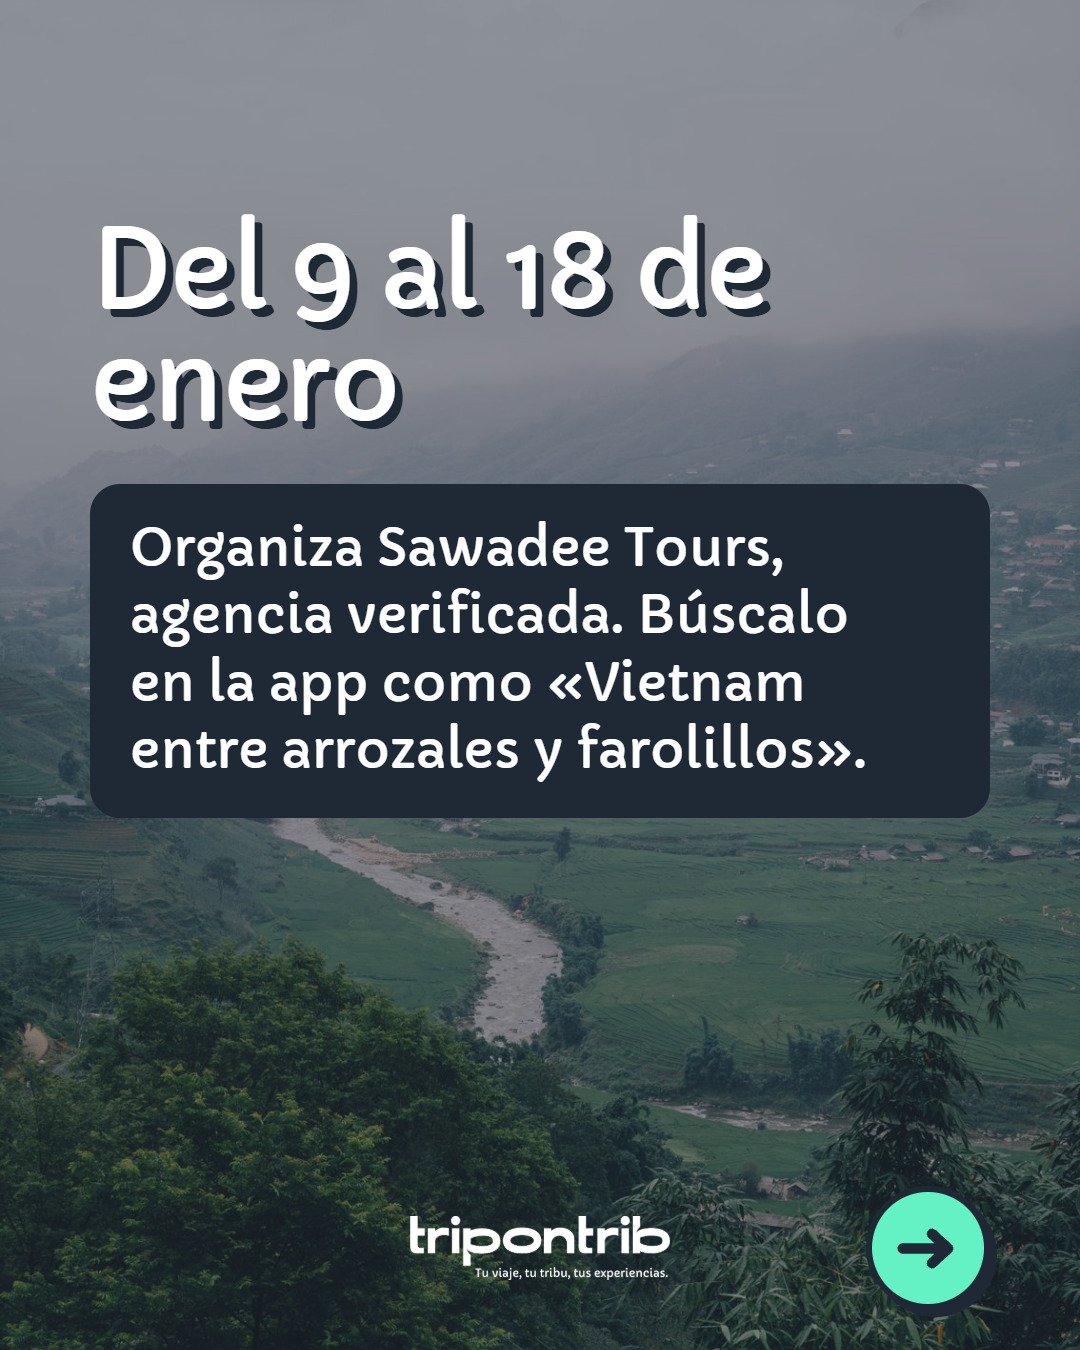 Del 9 al 18 de
enero
Organiza Sawadee Tours,
agencia verificada. Búscalo
en la app como «Vietnam
entre arrozales y farolillos».
tripontrib
Tu viaje, tu tribu, tus experiencias.